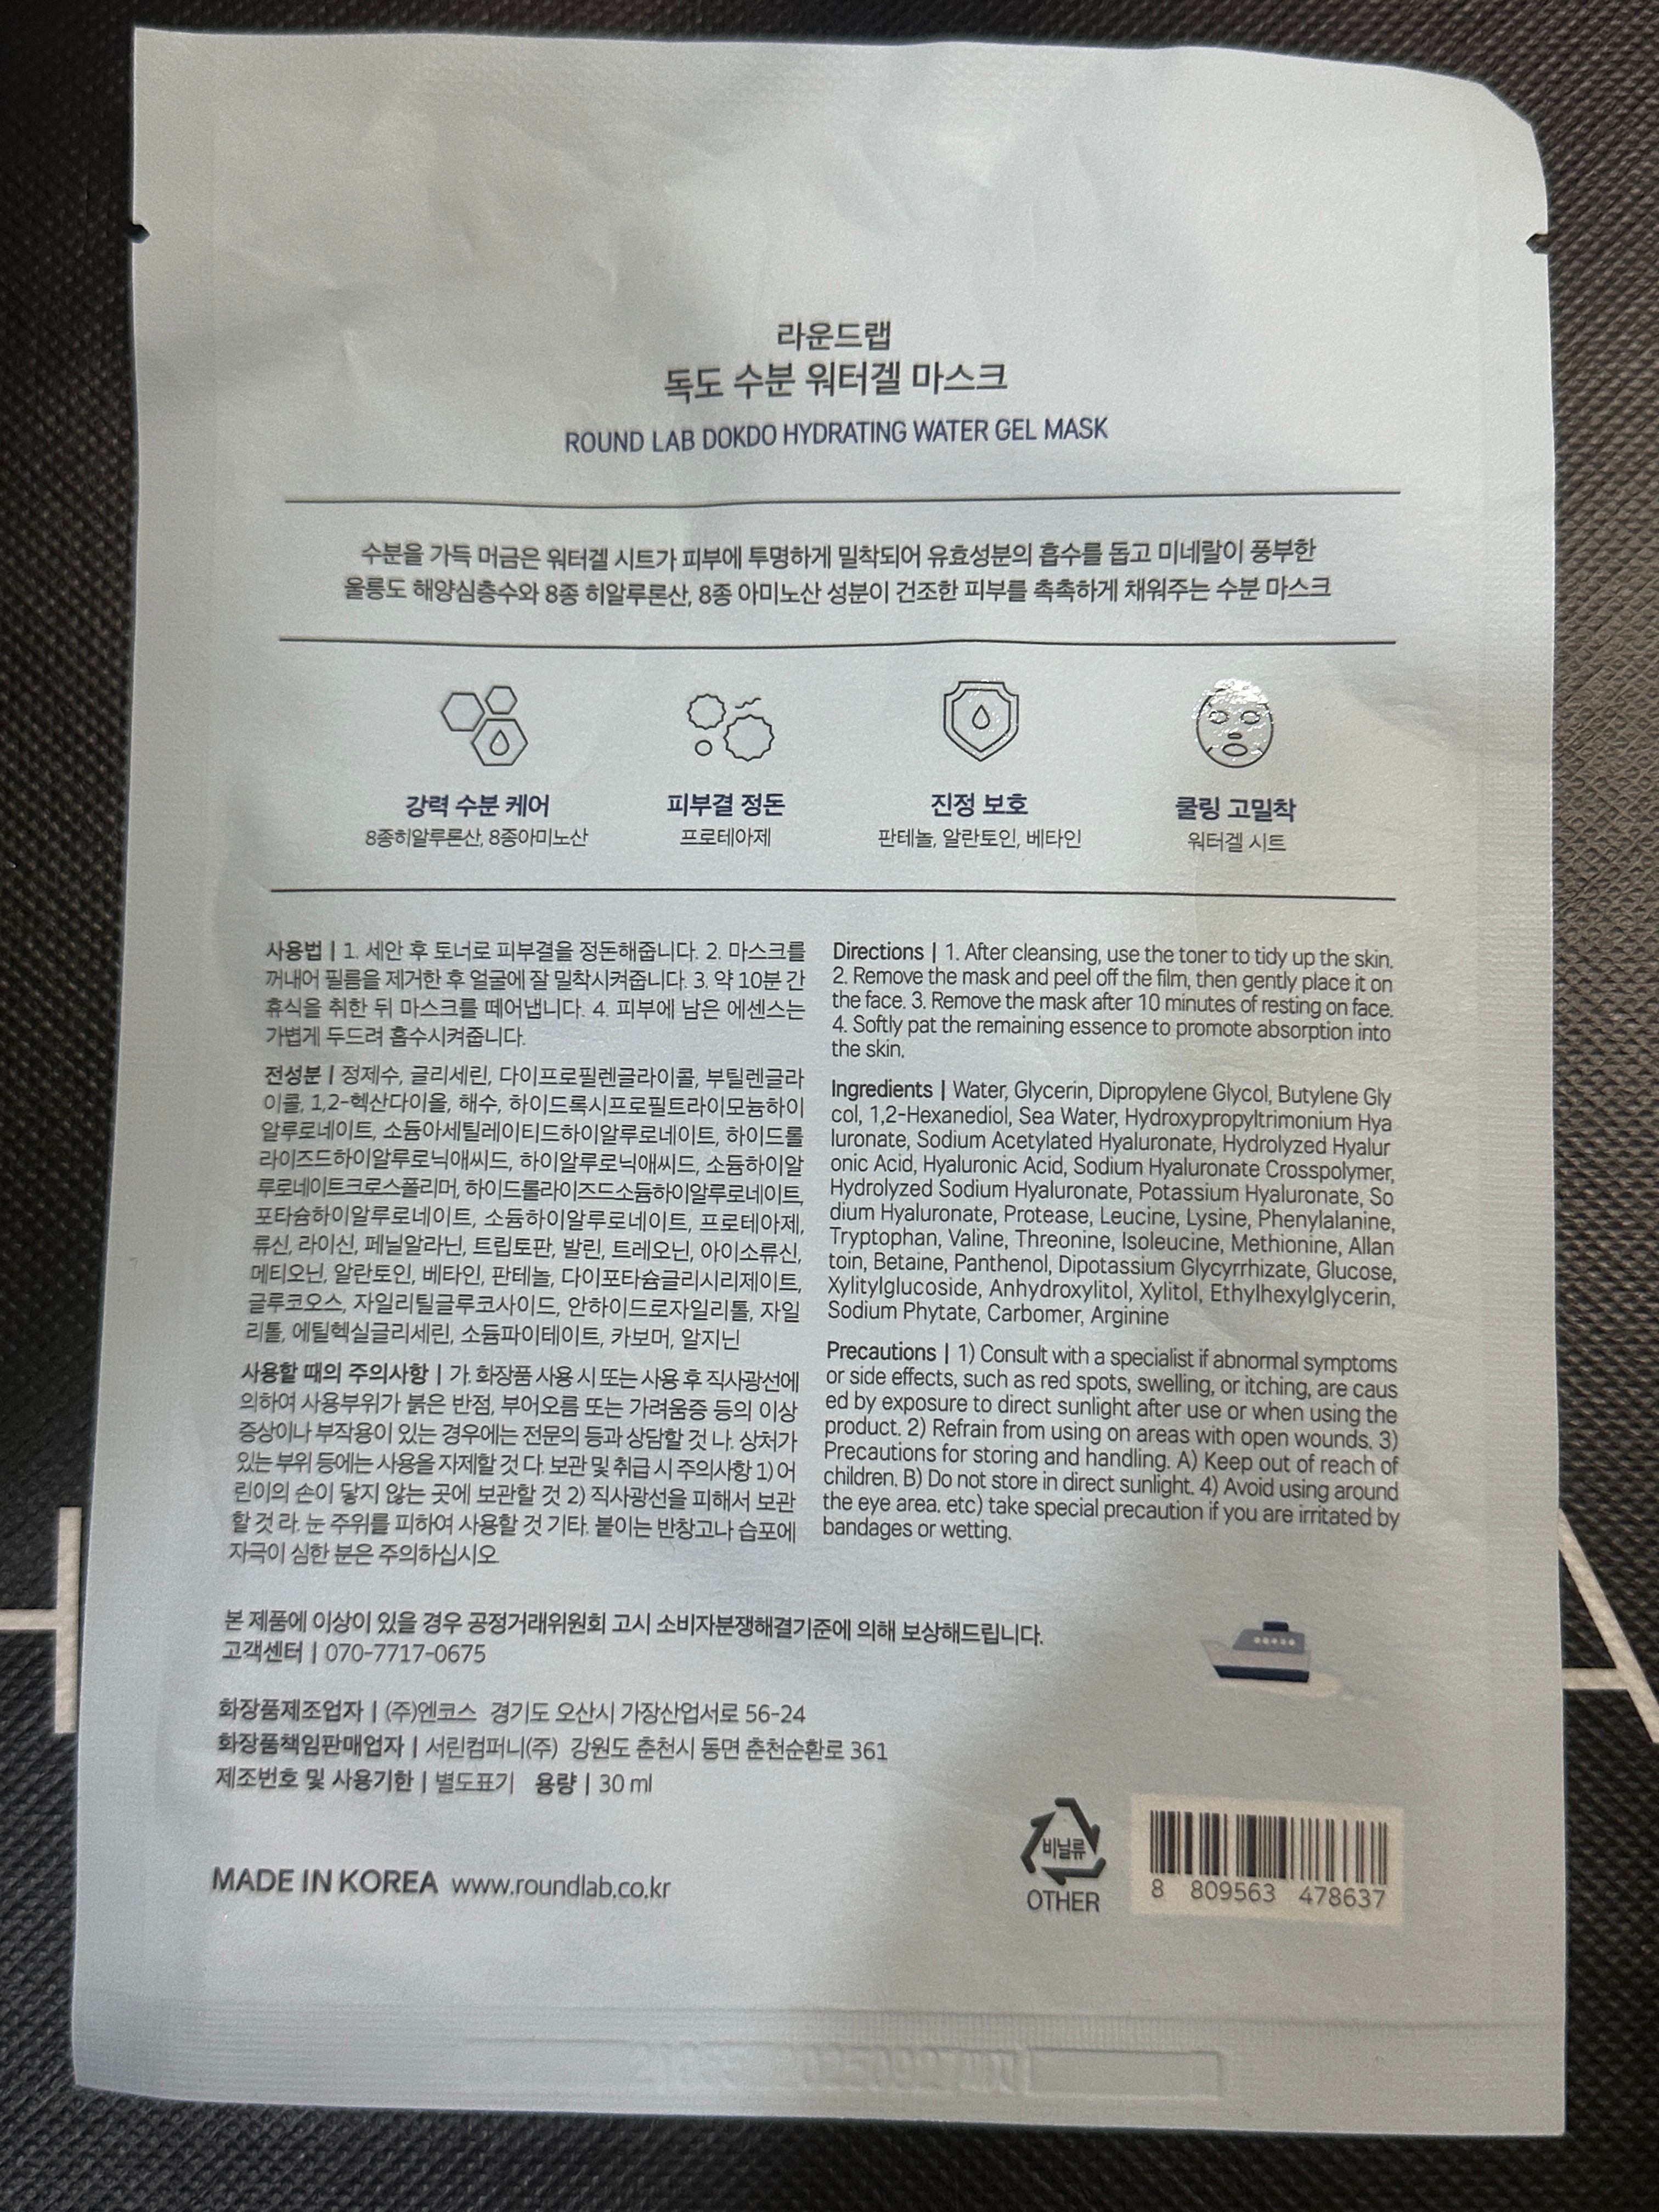 라운드랩
독도 수분 워터겔 마스크
ROUND LAB DOKDO HYDRATING WATER GEL MASK
수분을 가득 머금은 워터겔 시트가 피부에 투명하게 밀착되어 유효성분의 흡수를 돕고 미네랄이 풍부한
울릉도 해양심층수와 8종 히알루론산, 8종 아미노산 성분이 건조한 피부를 촉촉하게 채워주는 수분 마스크
강력 수분 케어
8종히알루론산, 8종아미노산
피부결 정돈
프로테아제
진정 보호
판테놀, 알란토인, 베타인
쿨링 고밀착
워터겔 시트
사용법 | 1. 세안 후 토너로 피부결을 정돈해줍니다. 2. 마스크를
꺼내어 필름을 제거한 후 얼굴에 잘 밀착시켜줍니다. 3. 약 10분 간
휴식을 취한 뒤 마스크를 떼어냅니다. 4. 피부에 남은 에센스는
가볍게 두드려 흡수시켜줍니다.
전성분 | 정제수, 글리세린, 다이프로필렌글라이콜, 부틸렌글라
이콜, 1,2-헥산다이올, 해수, 하이드록시프로필트라이모늄하이
알루로네이트, 소듐아세틸레이티드하이알루로네이트, 하이드롤
라이즈드하이알루로닉애씨드, 하이알루로닉애씨드, 소듐하이알
루로네이트크로스폴리머, 하이드롤라이즈드소듐하이알루로네이트,
포타슘하이알루로네이트, 소듐하이알루로네이트, 프로테아제,
류신, 라이신, 페닐알라닌, 트립토판, 발린, 트레오닌, 아이소류신,
메티오닌, 알란토인, 베타인, 판테놀, 다이포타슘글리시리제이트,
글루코오스, 자일리틸글루코사이드, 안하이드로자일리톨, 자일
리톨, 에틸헥실글리세린, 소듐파이테이트, 카보머, 알지닌
사용할 때의 주의사항 | 가. 화장품 사용 시 또는 사용 후 직사광선에
의하여 사용부위가 붉은 반점, 부어오름 또는 가려움증 등의 이상
증상이나 부작용이 있는 경우에는 전문의 등과 상담할 것 나. 상처가
있는 부위 등에는 사용을 자제할 것 다. 보관 및 취급 시 주의사항 1) 어
린이의 손이 닿지 않는 곳에 보관할 것 2) 직사광선을 피해서 보관
할 것 라. 눈 주위를 피하여 사용할 것 기타. 붙이는 반창고나 습포에
자극이 심한 분은 주의하십시오
Directions | 1. After cleansing, use the toner to tidy up the skin.
2. Remove the mask and peel off the film, then gently place it on
the face. 3. Remove the mask after 10 minutes of resting on face.
4. Softly pat the remaining essence to promote absorption into
the skin.
Ingredients | Water, Glycerin, Dipropylene Glycol, Butylene Gly
col, 1,2-Hexanediol, Sea Water, Hydroxypropyltrimonium Hya
luronate, Sodium Acetylated Hyaluronate, Hydrolyzed Hyalur
onic Acid, Hyaluronic Acid, Sodium Hyaluronate Crosspolymer,
Hydrolyzed Sodium Hyaluronate, Potassium Hyaluronate, So
dium Hyaluronate, Protease, Leucine, Lysine, Phenylalanine,
Tryptophan, Valine, Threonine, Isoleucine, Methionine, Allan
toin, Betaine, Panthenol, Dipotassium Glycyrrhizate, Glucose,
Xylitylglucoside, Anhydroxylitol, Xylitol, Ethylhexylglycerin,
Sodium Phytate, Carbomer, Arginine
Precautions | 1) Consult with a specialist if abnormal symptoms
or side effects, such as red spots, swelling, or itching, are caus
ed by exposure to direct sunlight after use or when using the
product. 2) Refrain from using on areas with open wounds. 3)
Precautions for storing and handling. A) Keep out of reach of
children. B) Do not store in direct sunlight. 4) Avoid using around
the eye area. etc) take special precaution if you are irritated by
bandages or wetting.
본 제품에 이상이 있을 경우 공정거래위원회 고시 소비자분쟁해결기준에 의해 보상해드립니다.
고객센터 | 070-7717-0675
화장품제조업자 | (주)엔코스 경기도 오산시 가장산업서로 56-24
화장품책임판매업자 | 서린컴퍼니(주) 강원도 춘천시 동면 춘천순환로 361
제조번호 및 사용기한 | 별도표기 용량 | 30 ml
MADE IN KOREA www.roundlab.co.kr
비닐류
OTHER
8 809563 478637
H
A